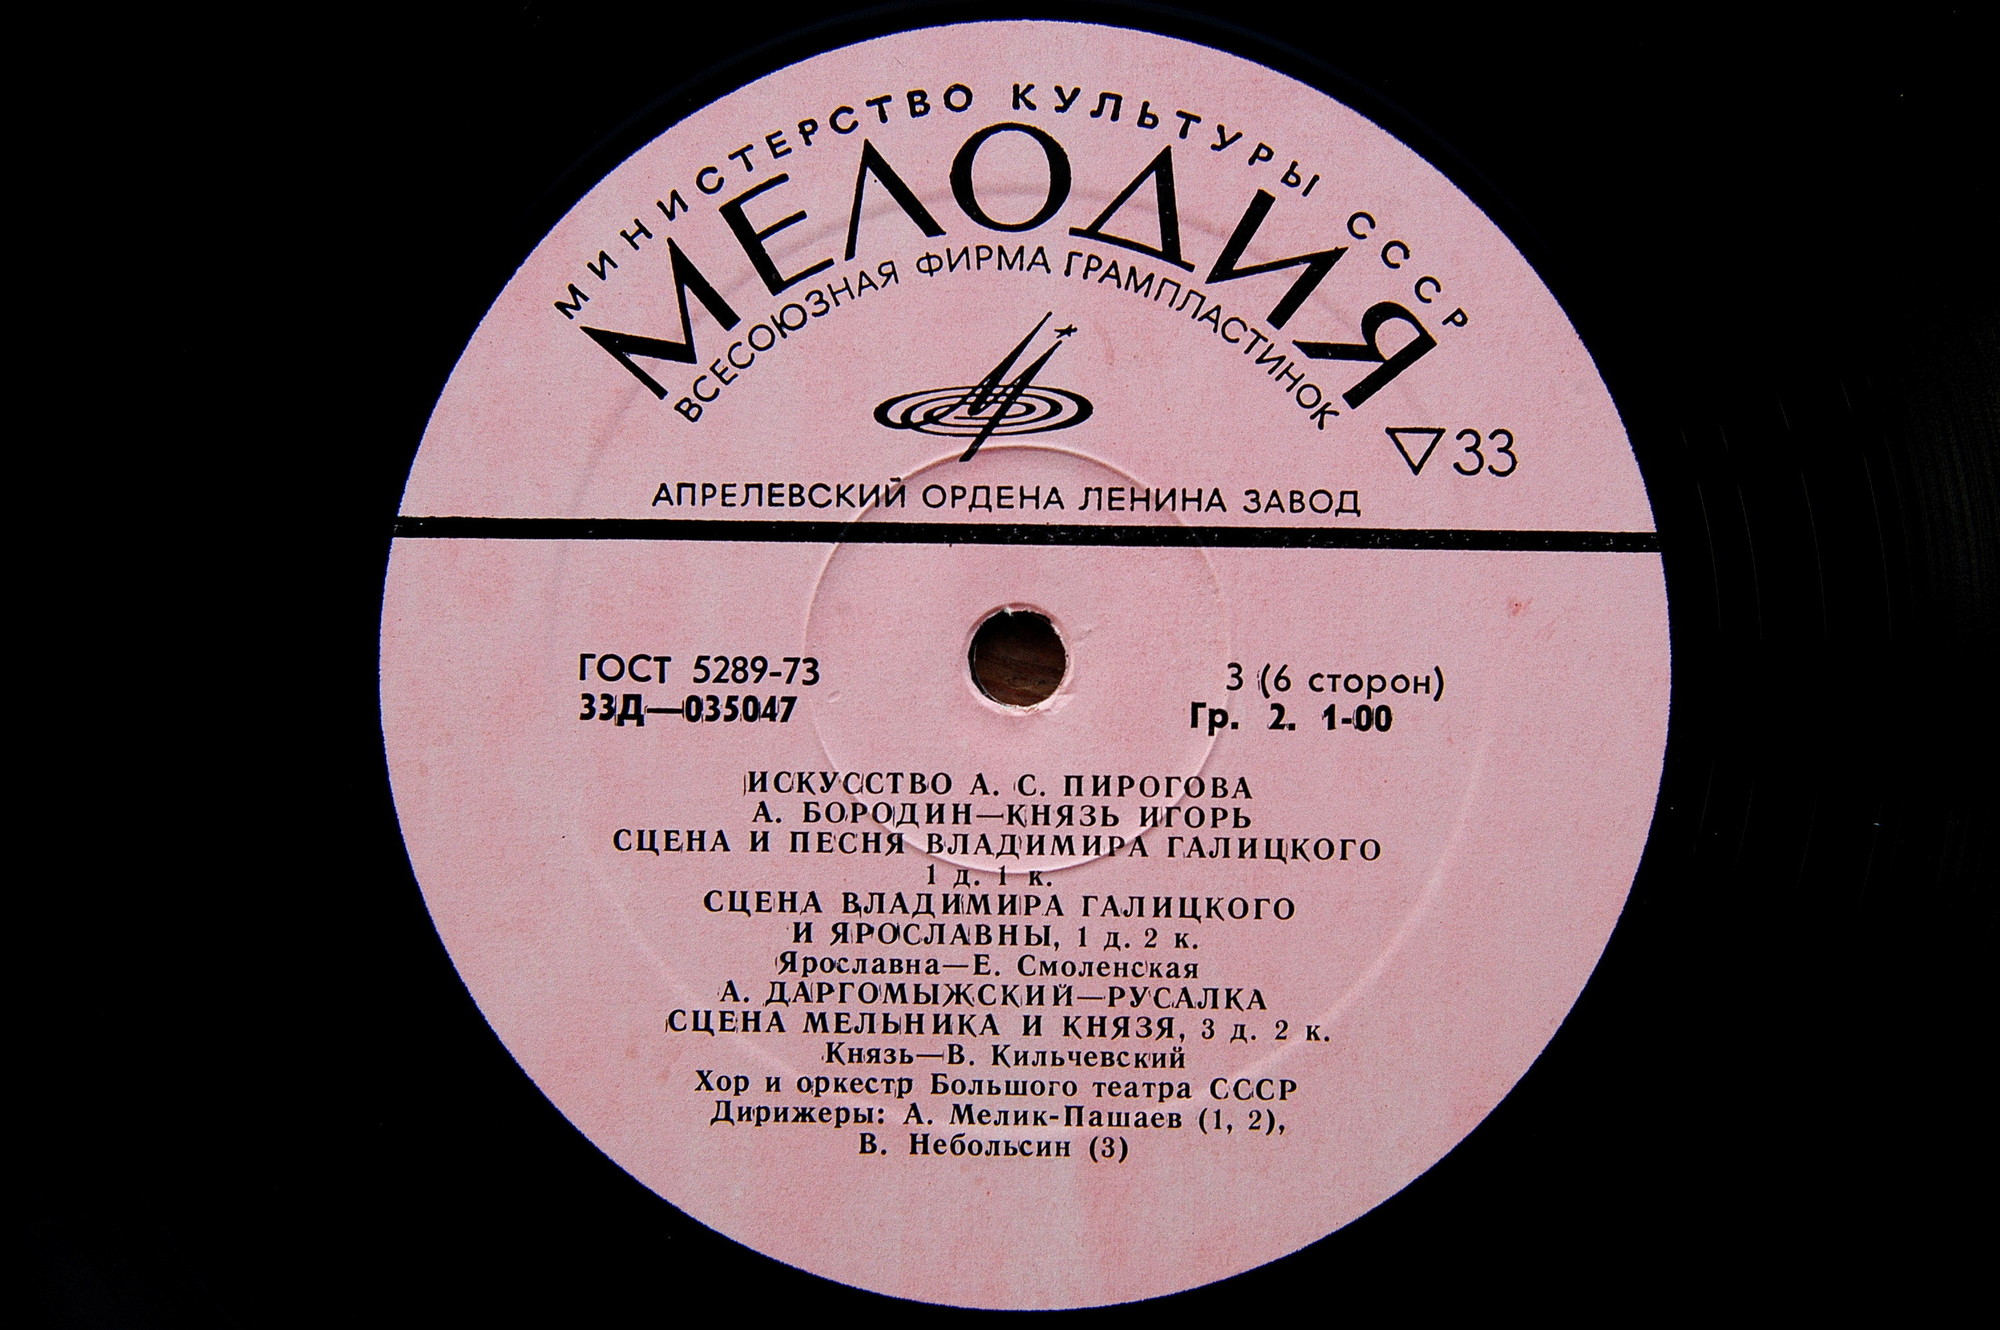 МИНИСТЕРСТВО КУЛЬТУРЫ СССР
МЕЛОДИЯ
ВСЕСОЮЗНАЯ ФИРМА ГРАМПЛАСТИНОК
33
АПРЕЛЕВСКИЙ ОРДЕНА ЛЕНИНА ЗАВОД
ГОСТ 5289-73
3 (6 сторон)
33Д—035047
Гр. 2. 1-00
ИСКУССТВО А. С. ПИРОГОВА
А. БОРОДИН—КНЯЗЬ ИГОРЬ
СЦЕНА И ПЕСНЯ ВЛАДИМИРА ГАЛИЦКОГО
1 д. 1 к.
СЦЕНА ВЛАДИМИРА ГАЛИЦКОГО
И ЯРОСЛАВНЫ, 1 д. 2 к.
Ярославна—Е. Смоленская
А. ДАРГОМЫЖСКИЙ—РУСАЛКА
СЦЕНА МЕЛЬНИКА И КНЯЗЯ, 3 д. 2 к.
Князь—В. Кильчевский
Хор и оркестр Большого театра СССР
Дирижеры: А. Мелик-Пашаев (1, 2),
В. Небольсин (3)